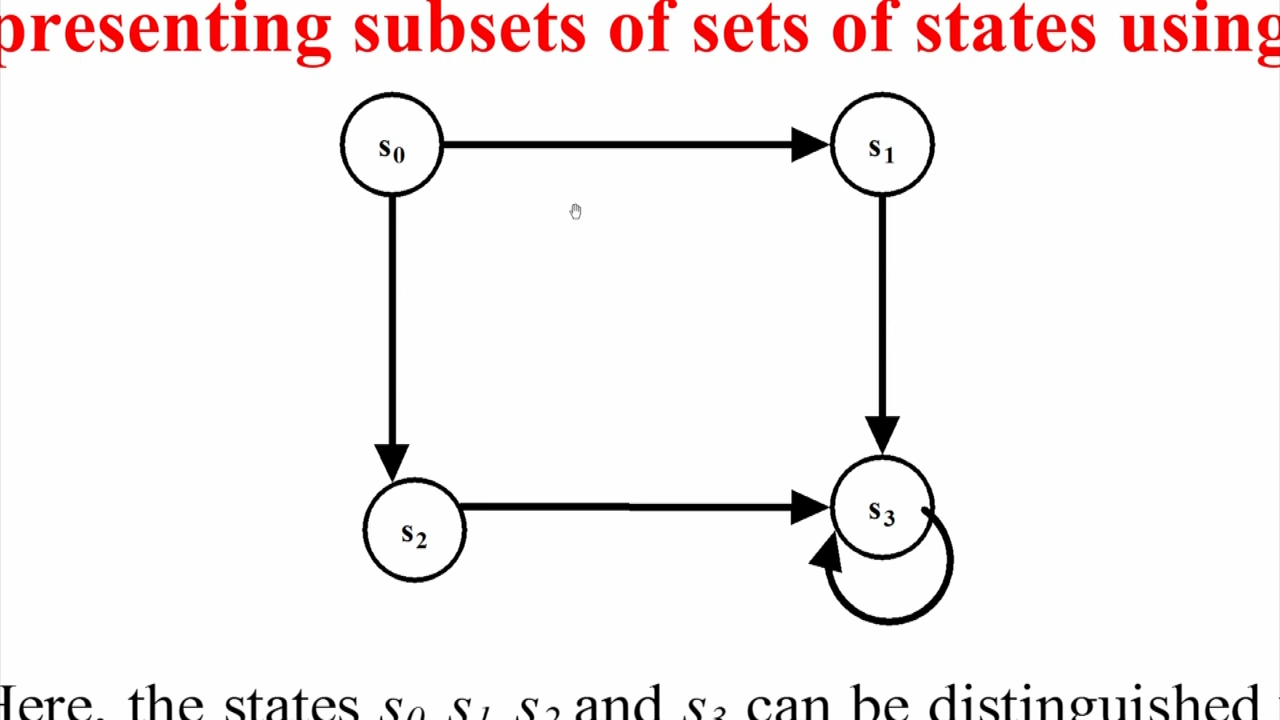 presenting subsets of sets of states using
s₀ s₁
s₂ s₃
Here, the states s₀ s₁ s₂ and s₃ can be distinguished